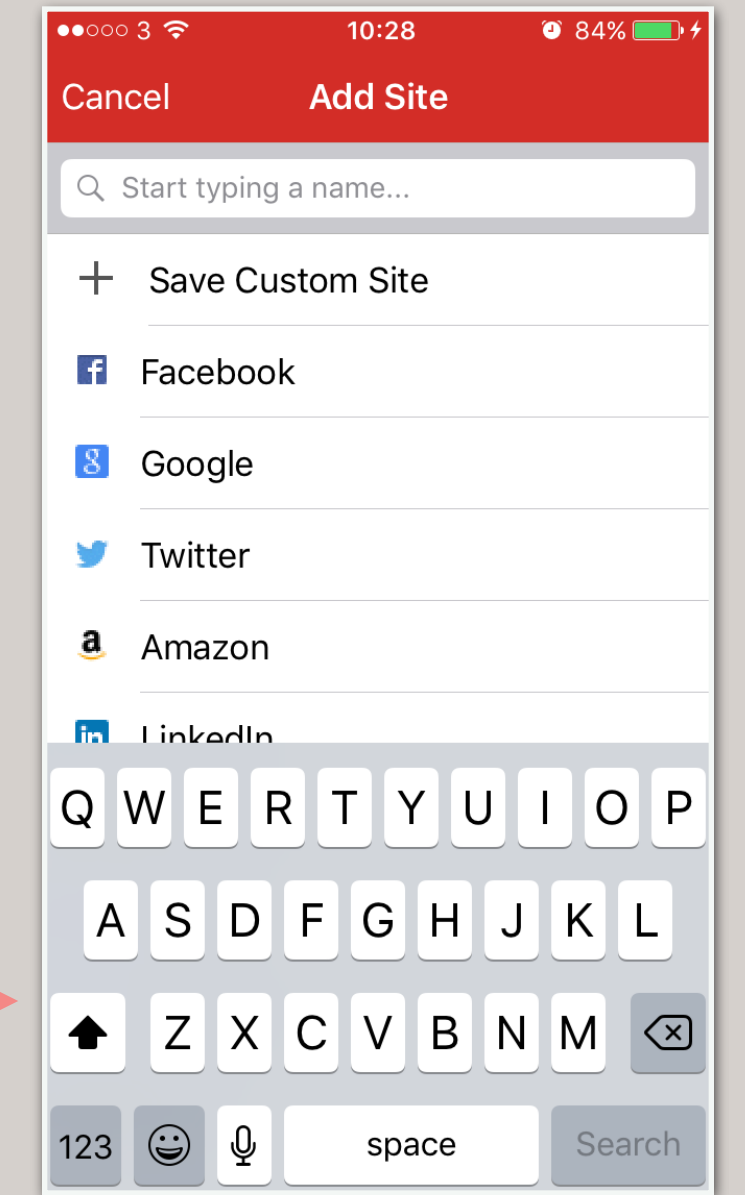 3 10:28 84%
Cancel Add Site
Start typing a name...
Save Custom Site
Facebook
Google
Twitter
Amazon
LinkedIn
Q W E R T Y U I O P
A S D F G H J K L
Z X C V B N M
123 space Search